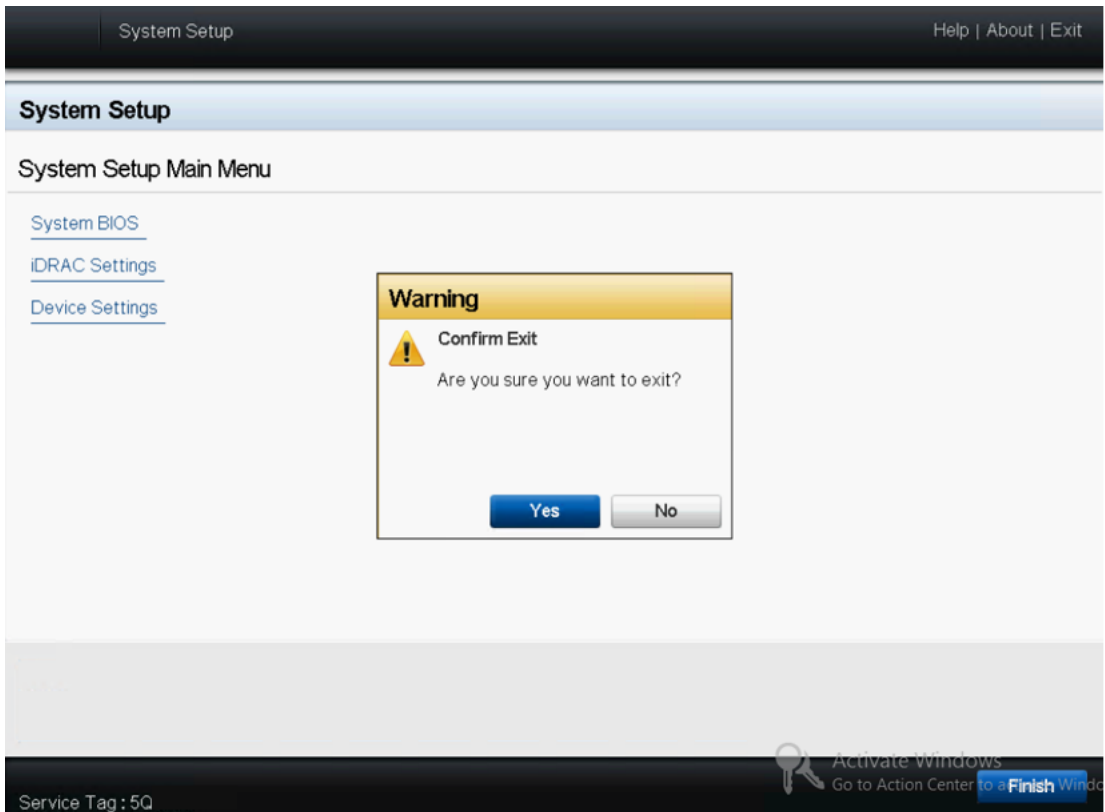 System Setup
Help | About | Exit
System Setup
System Setup Main Menu
System BIOS
iDRAC Settings
Device Settings
Warning
Confirm Exit
Are you sure you want to exit?
Yes No
Activate Windows
Go to Action Center to a
Finish
Service Tag : 5Q